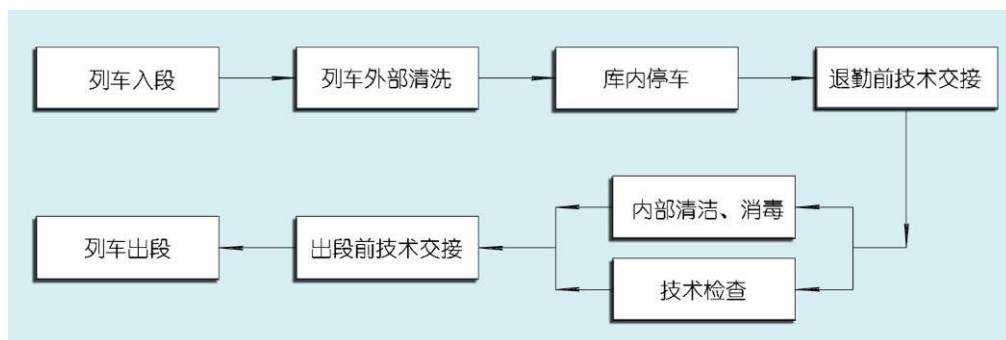 列车入段
列车外部清洗
库内停车
退勤前技术交接
内部清洁、消毒
技术检查
出段前技术交接
列车出段